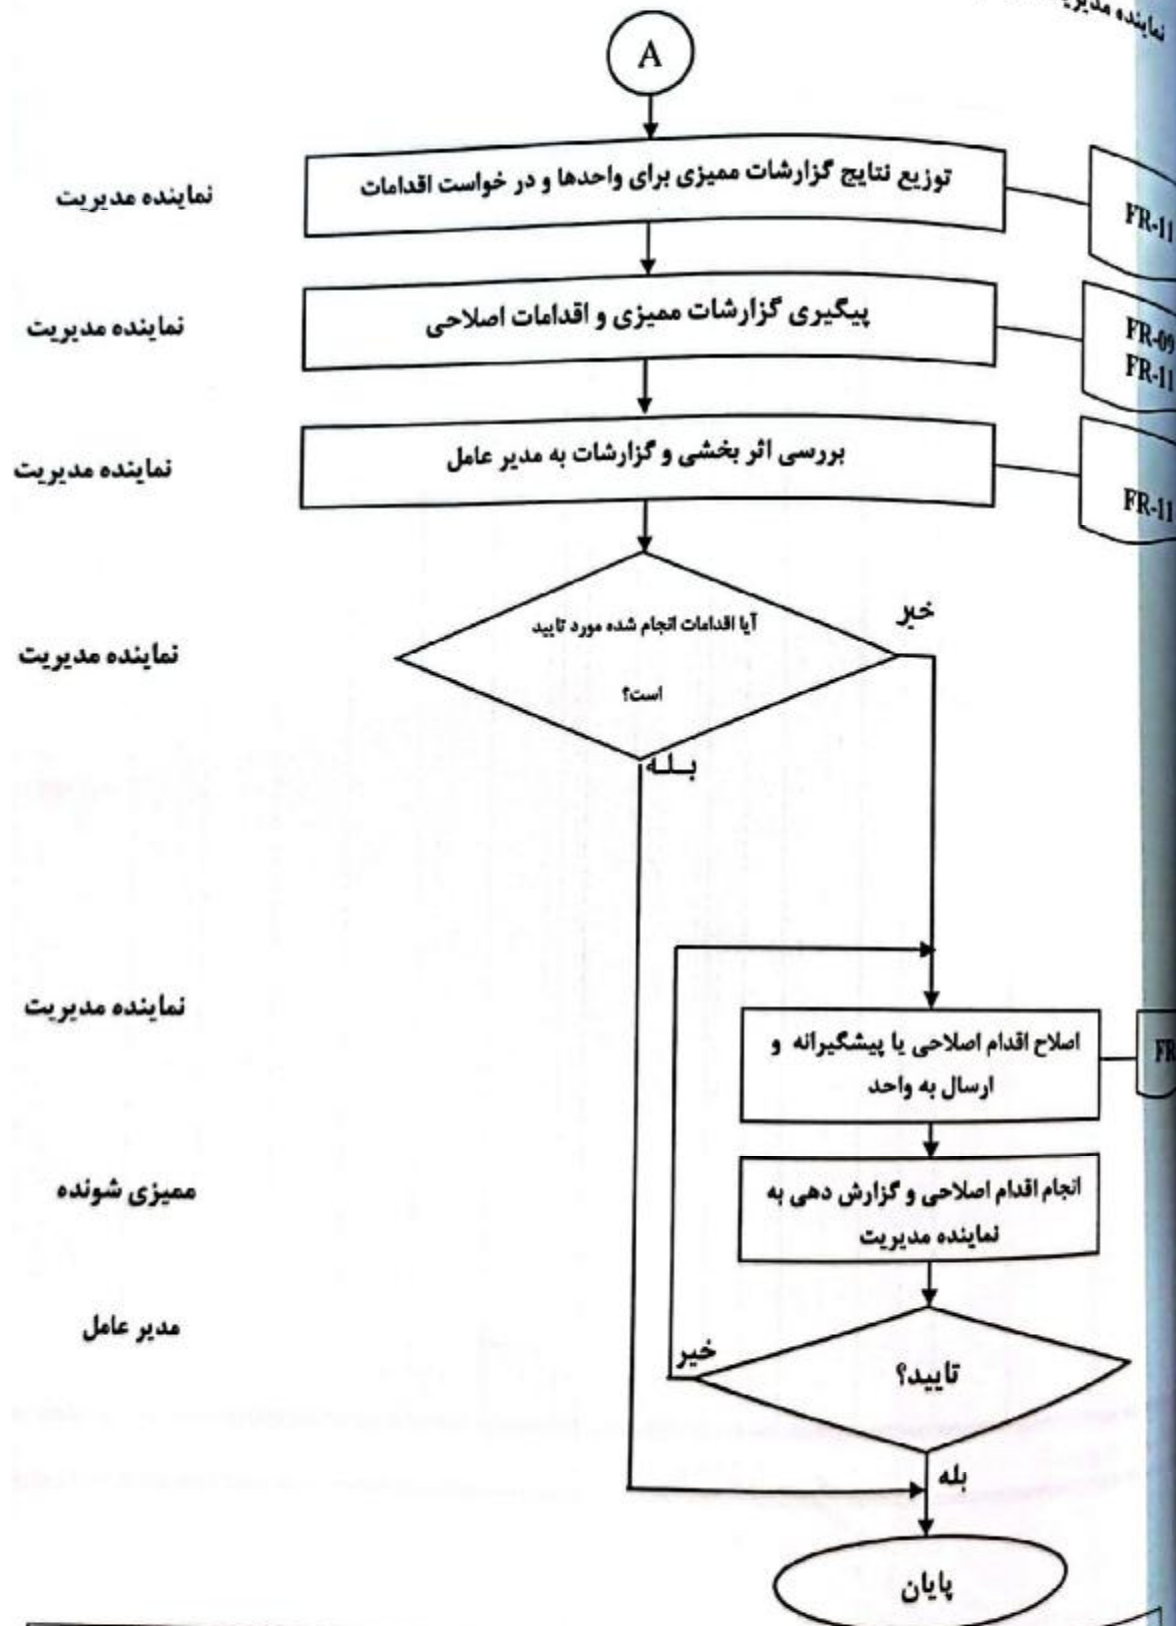 نماینده
A
توزیع نتایج گزارشات ممیزی برای واحدها و در خواست اقدامات
نماینده مدیریت
FR-11
پیگیری گزارشات ممیزی و اقدامات اصلاحی
نماینده مدیریت
FR-09
FR-11
بررسی اثر بخشی و گزارشات به مدیر عامل
نماینده مدیریت
FR-11
خیر
آیا اقدامات انجام شده مورد تایید
است؟
نماینده مدیریت
بـلـه
نماینده مدیریت
اصلاح اقدام اصلاحی یا پیشگیرانه و
ارسال به واحد
FR
انجام اقدام اصلاحی و گزارش دهی به
نماینده مدیریت
ممیزی شونده
مدیر عامل
خیر
تایید؟
بله
پایان